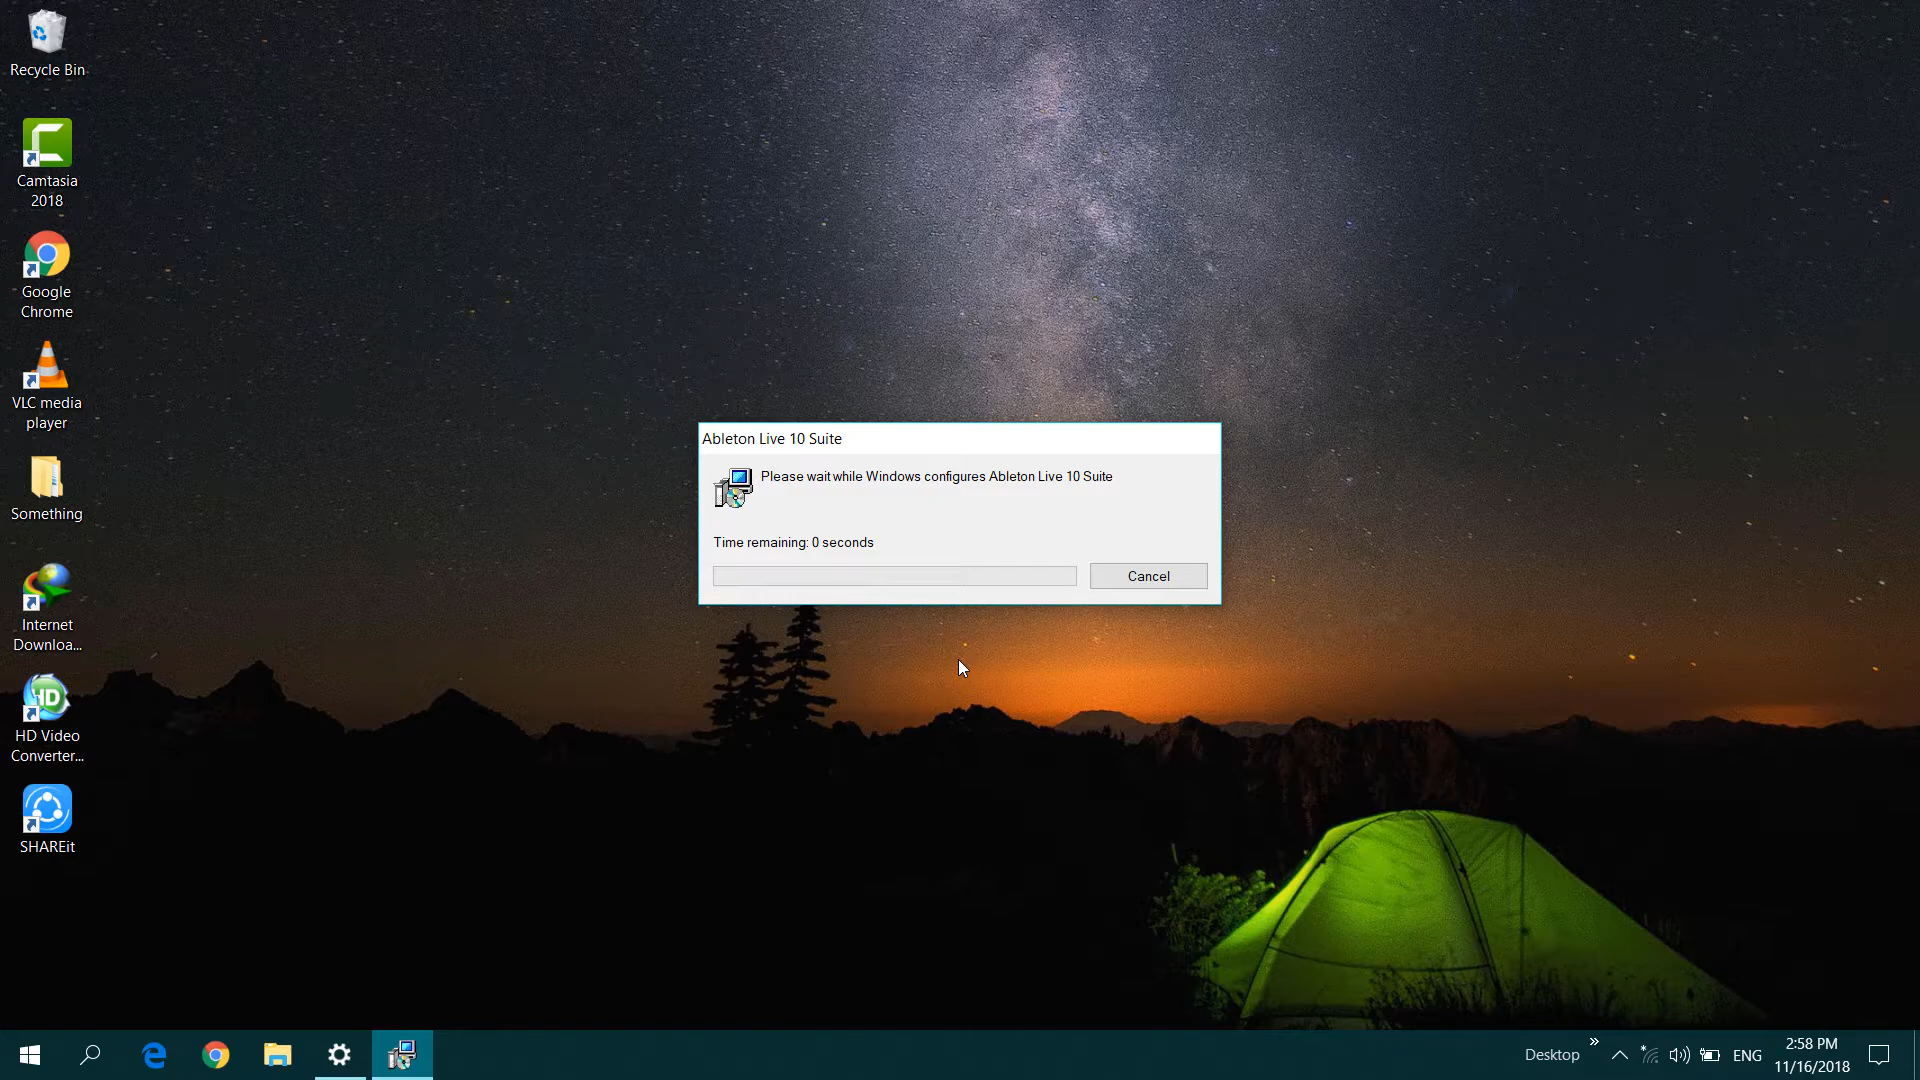 Recycle Bin
Camtasia
2018
Google
Chrome
VLC media
player
Something
Internet
Downloa...
HD
HD Video
Converter...
SHAREit
Ableton Live 10 Suite
Please wait while Windows configures Ableton Live 10 Suite
Time remaining: 0 seconds
Cancel
Desktop
ENG
2:58 PM
11/16/2018